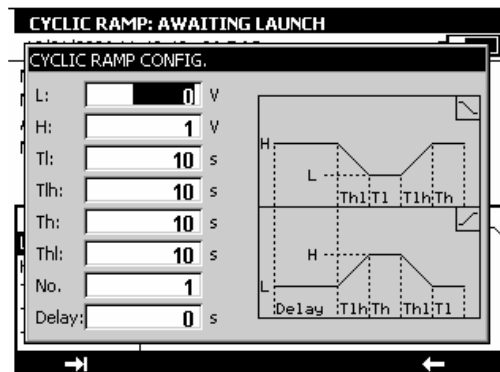 CYCLIC RAMP: AWAITING LAUNCH
CYCLIC RAMP CONFIG.
L: 0 V
H: 1 V
Tl: 10 s
Tlh: 10 s
Th: 10 s
Thl: 10 s
No. 1
Delay: 0 s
H
L
Thl Tl Tlh Th
H
L
Delay Tlh Th Thl Tl